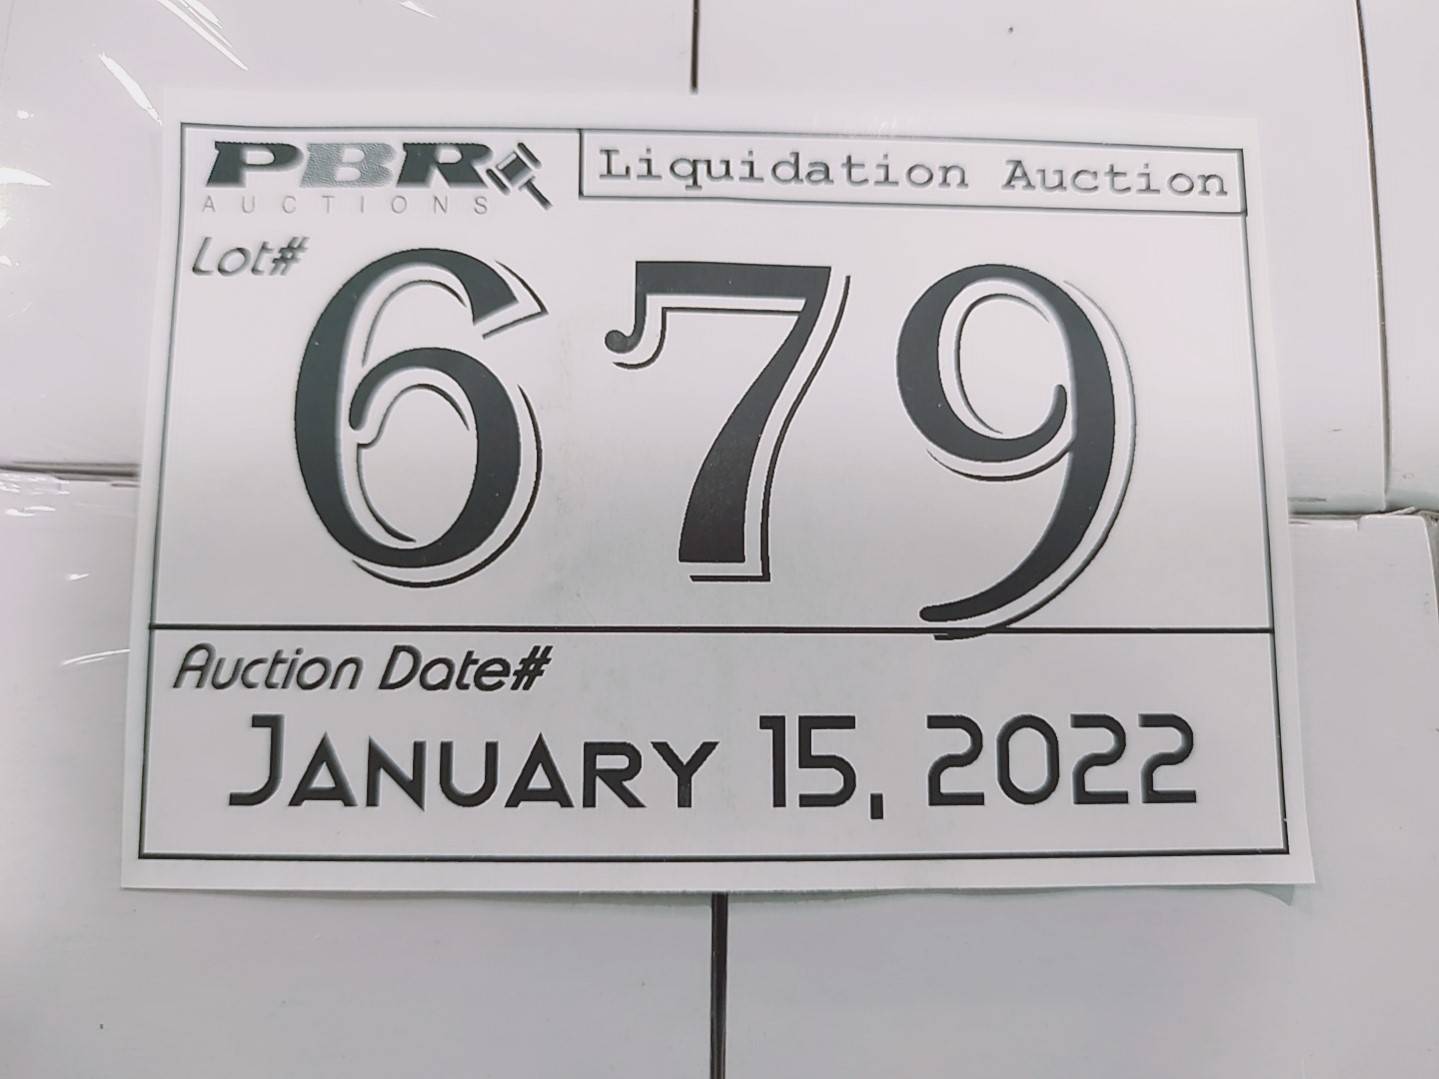 PBR
AUCTIONS
Liquidation Auction
Lot#
679
Auction Date#
JANUARY 15, 2022